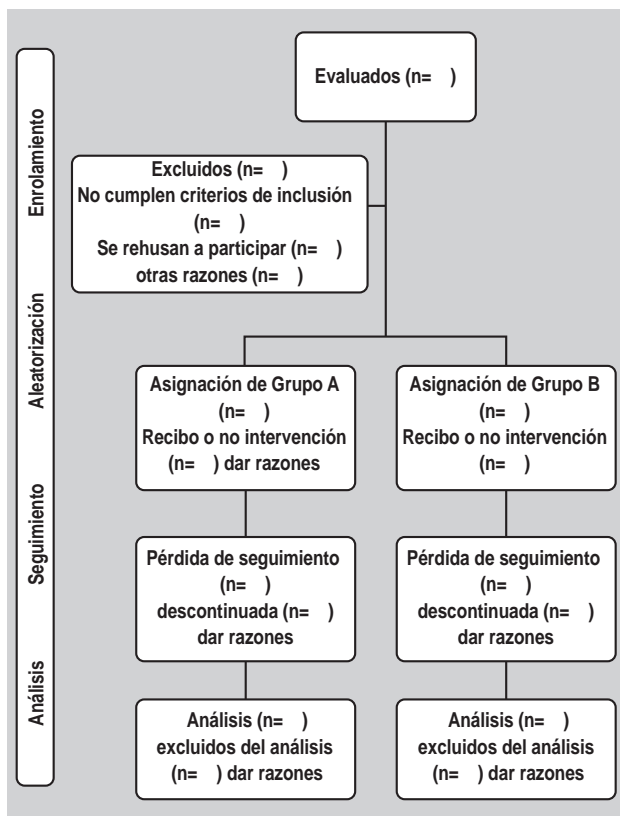 Evaluados (n=   )
Enrolamiento
Excluidos (n=   )
No cumplen criterios de inclusión
(n=   )
Se rehusan a participar (n=   )
otras razones (n=   )
Aleatorización
Asignación de Grupo A
(n=   )
Recibo o no intervención
(n=   ) dar razones
Asignación de Grupo B
(n=   )
Recibo o no intervención
(n=   )
Seguimiento
Pérdida de seguimiento
(n=   )
descontinuada (n=   )
dar razones
Pérdida de seguimiento
(n=   )
descontinuada (n=   )
dar razones
Análisis
Análisis (n=   )
excluidos del análisis
(n=   ) dar razones
Análisis (n=   )
excluidos del análisis
(n=   ) dar razones